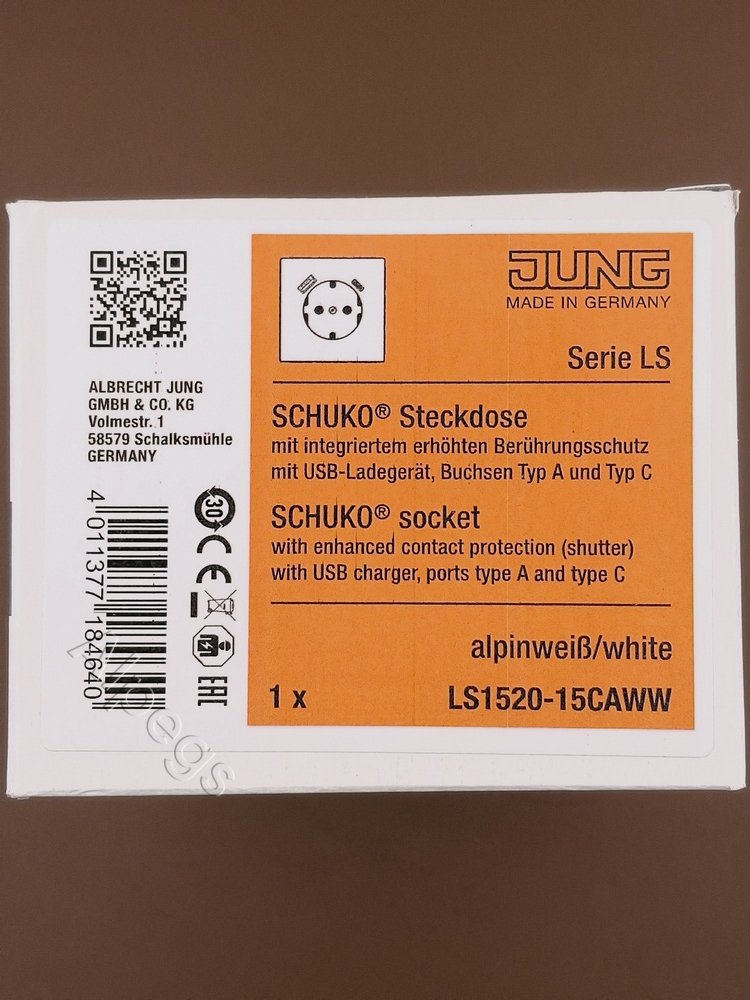 JUNG
MADE IN GERMANY
Serie LS
ALBRECHT JUNG
GMBH & CO. KG
Volmestr. 1
58579 Schalksmühle
GERMANY
SCHUKO® Steckdose
mit integriertem erhöhten Berührungsschutz
mit USB-Ladegerät, Buchsen Typ A und Typ C
SCHUKO® socket
with enhanced contact protection (shutter)
with USB charger, ports type A and type C
alpinweiß/white
1 x LS1520-15CAWW
4 011377 184640
30
CE
EAC
Alpegs